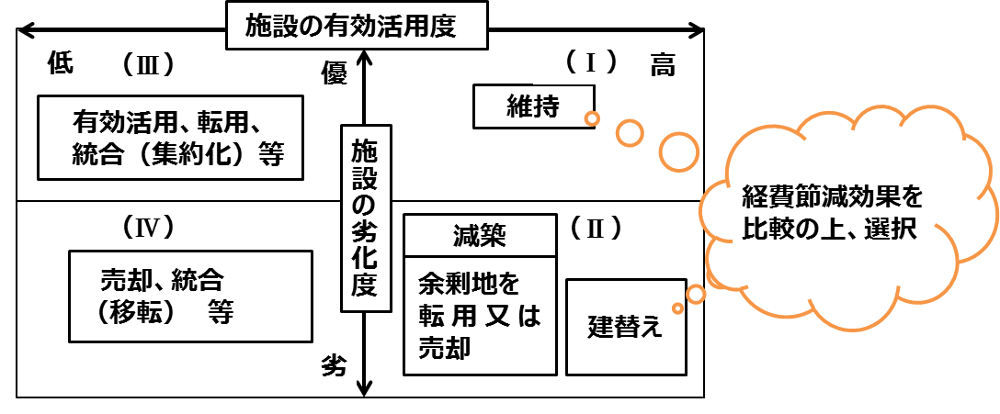 施設の有効活用度
低
（Ⅲ）
優
（Ⅰ）
高
維持
有効活用、転用、
統合（集約化）等
施設の劣化度
経費節減効果を
比較の上、選択
（Ⅳ）
減築
（Ⅱ）
売却、統合
（移転） 等
余剰地を
転用又は
売却
建替え
劣